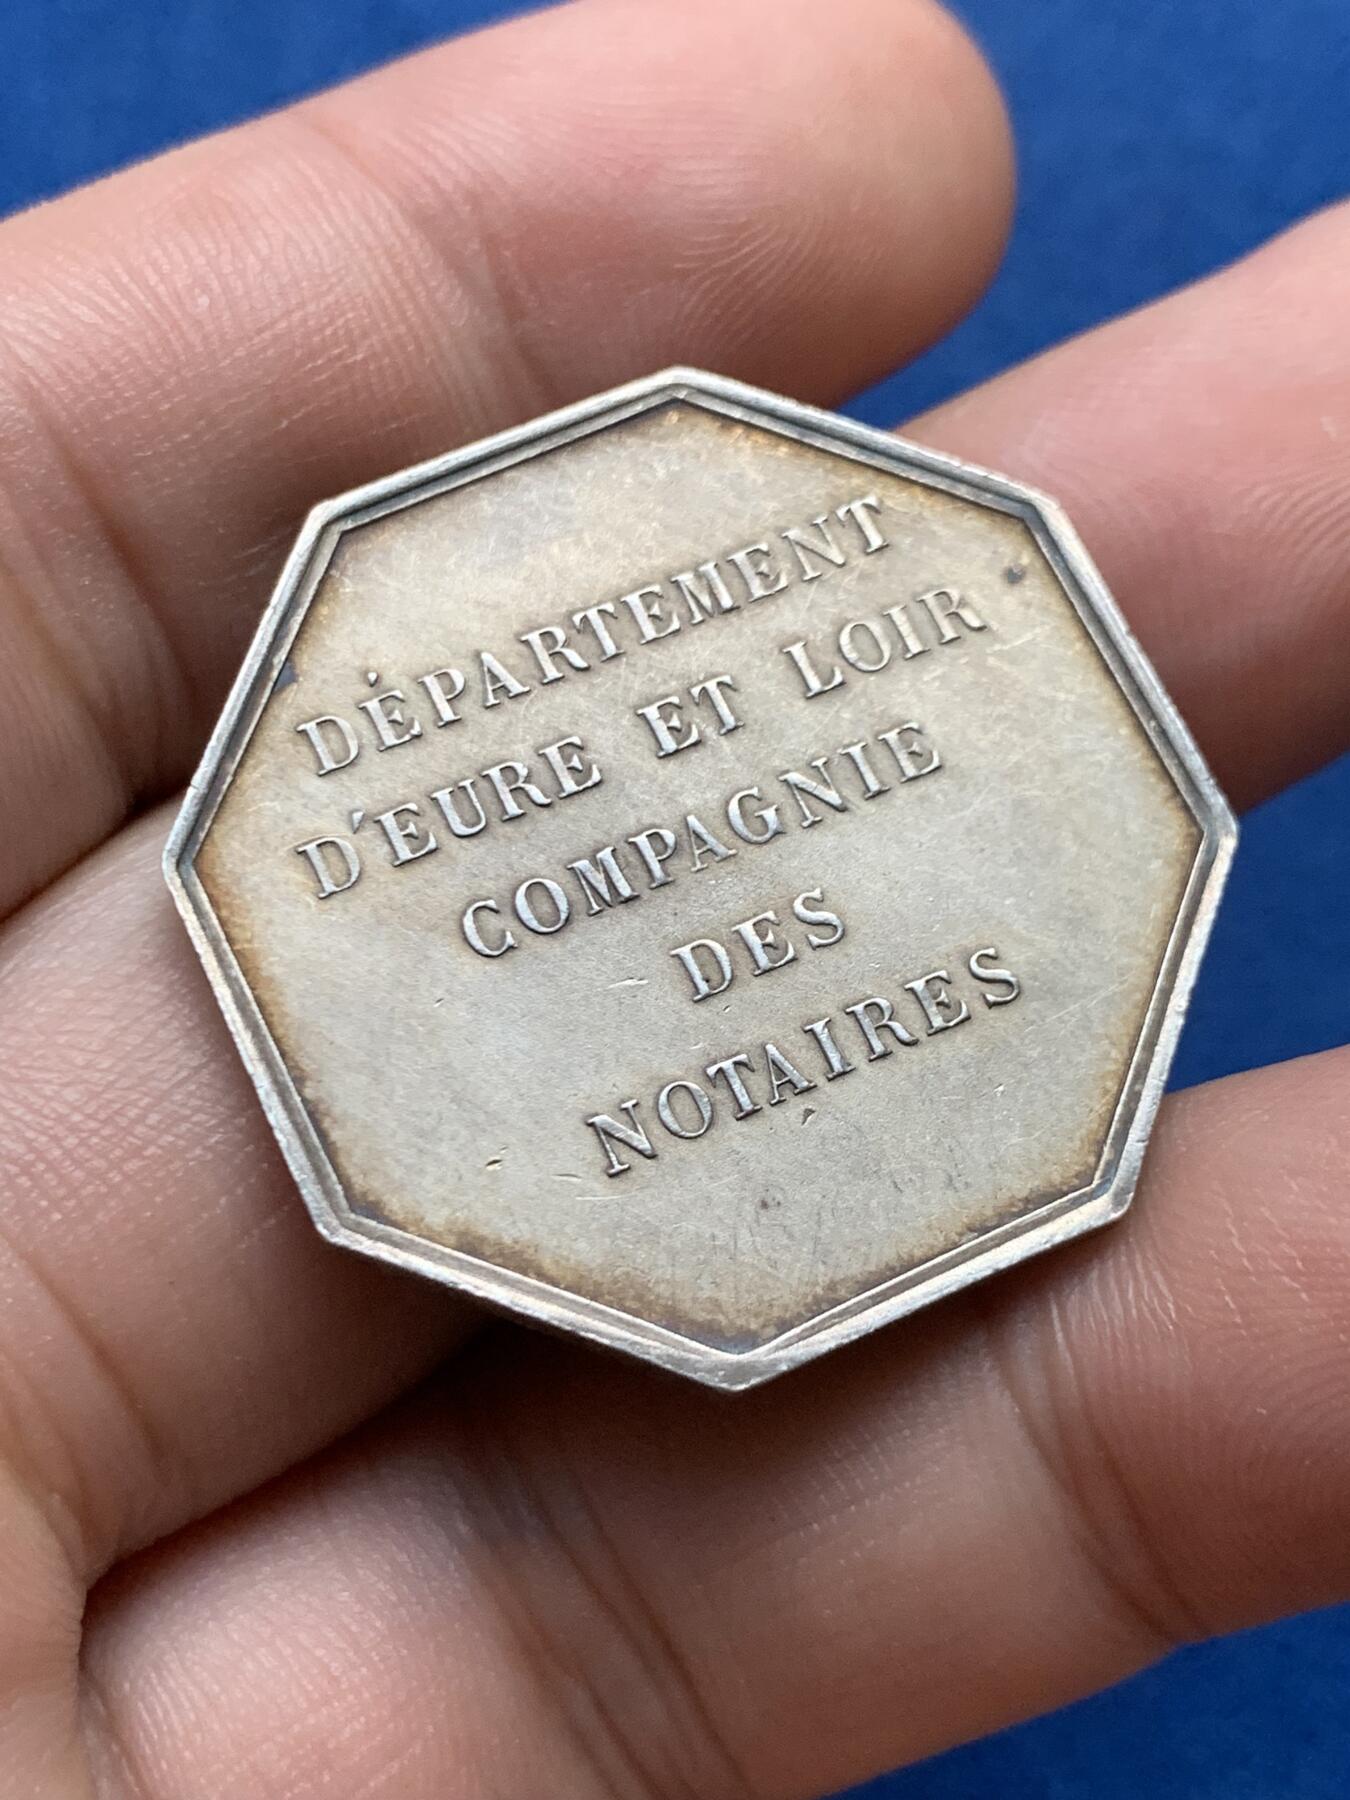 DÉPARTEMENT
D'EURE ET LOIR
COMPAGNIE
DES
NOTAIRES